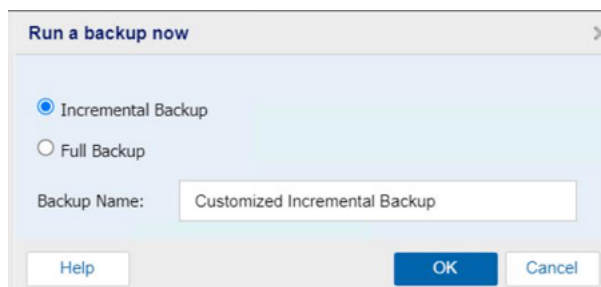 Run a backup now
Incremental Backup
Full Backup
Backup Name: Customized Incremental Backup
Help OK Cancel